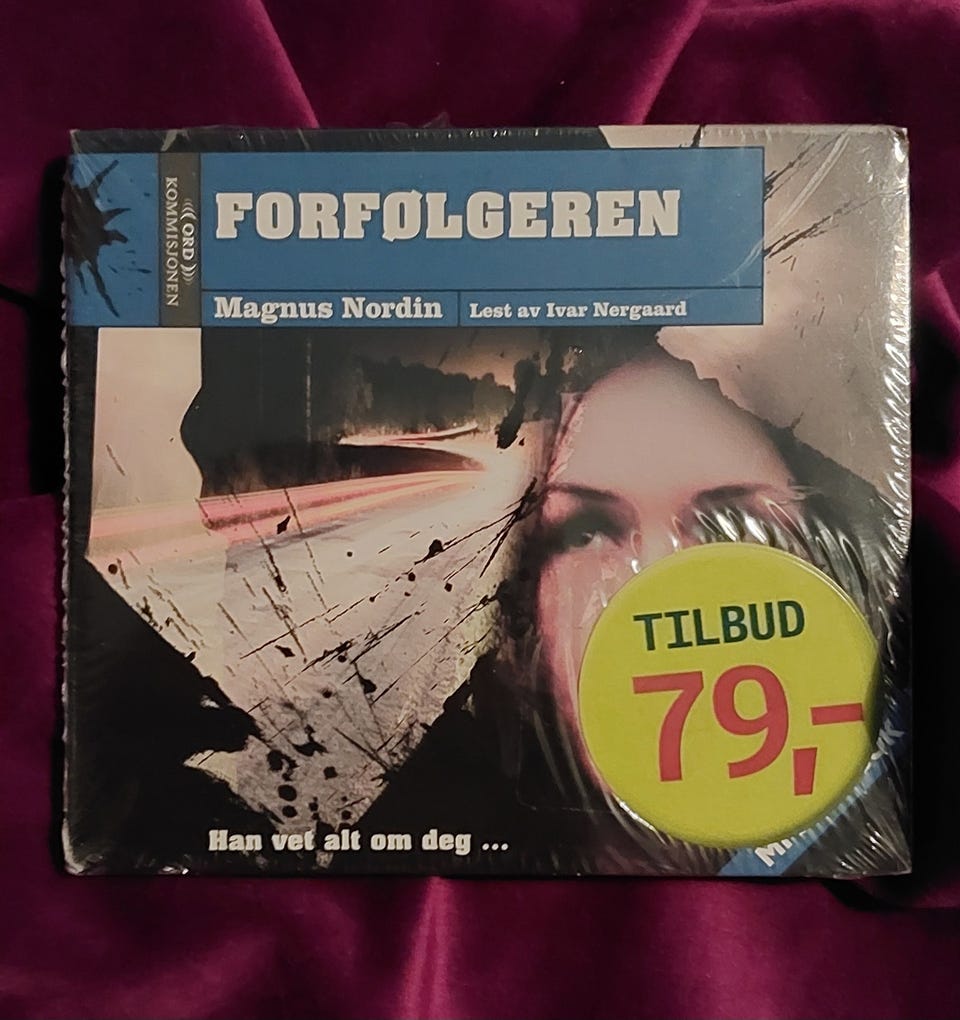 FORFØLGEREN
((( ORD )))
KOMMISJONEN
Magnus Nordin
Lest av Ivar Nergaard
TILBUD
79,-
Han vet alt om deg ...